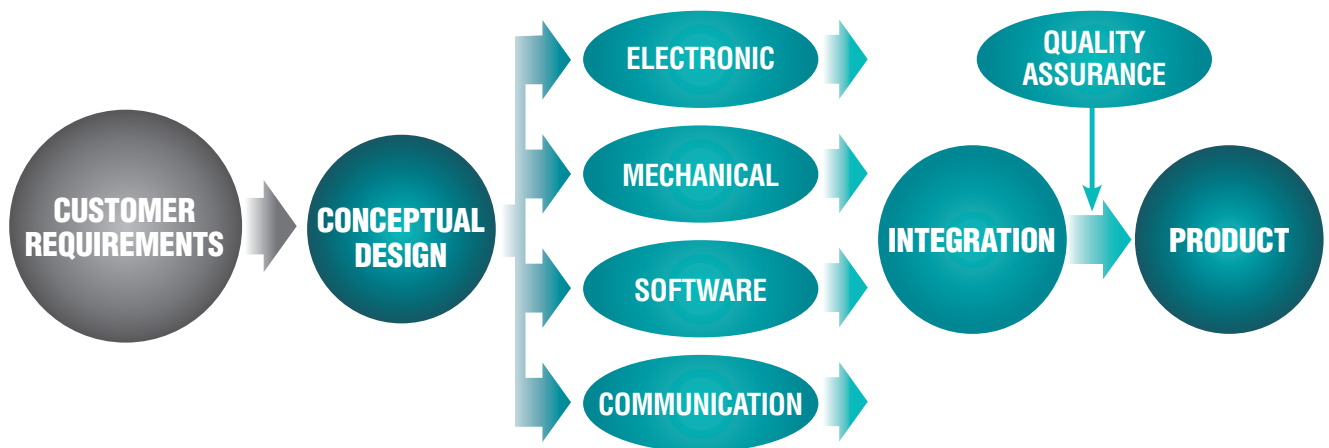 CUSTOMER
REQUIREMENTS
CONCEPTUAL
DESIGN
ELECTRONIC
MECHANICAL
SOFTWARE
COMMUNICATION
INTEGRATION
QUALITY
ASSURANCE
PRODUCT